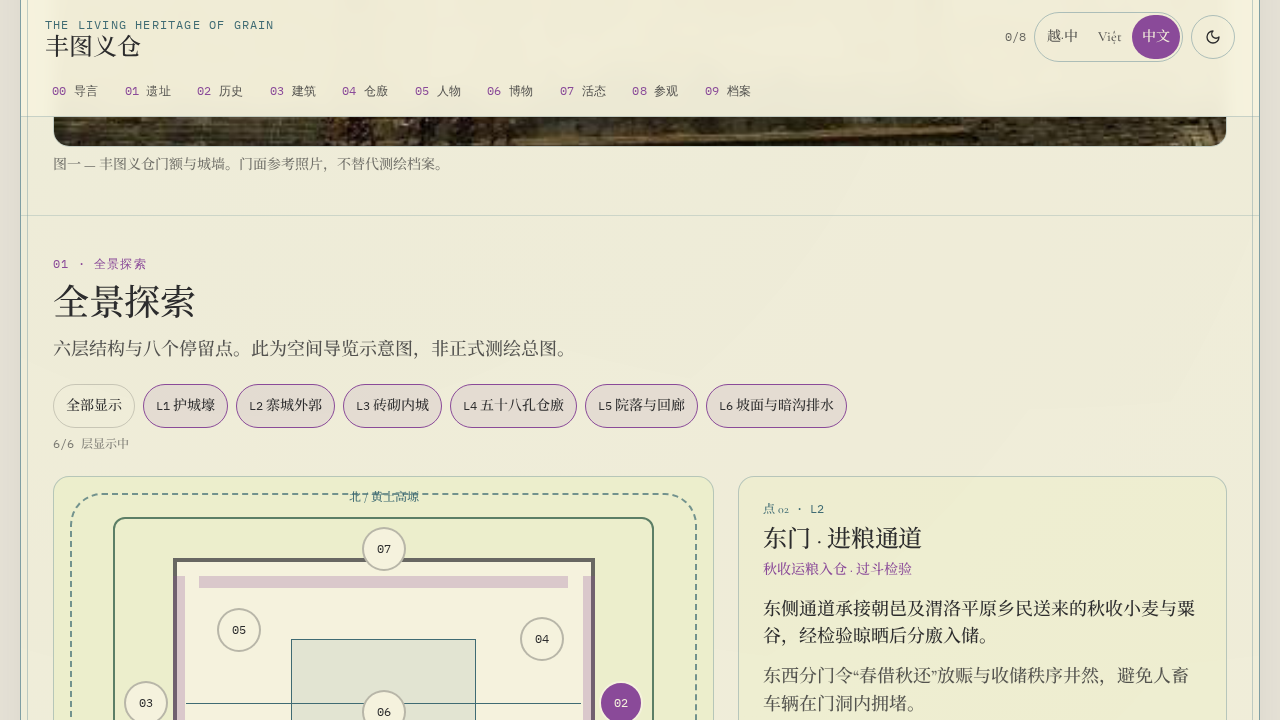 THE LIVING HERITAGE OF GRAIN
丰图义仓
0/8
越·中
Việt
中文
00 导言
01 遗址
02 历史
03 建筑
04 仓廒
05 人物
06 博物
07 活态
08 参观
09 档案
图一 — 丰图义仓门额与城墙。门面参考照片，不替代测绘档案。
01 · 全景探索
全景探索
六层结构与八个停留点。此为空间导览示意图，非正式测绘总图。
全部显示
L1 护城壕
L2 寨城外郭
L3 砖砌内城
L4 五十八孔仓廒
L5 院落与回廊
L6 坡面与暗沟排水
6/6 层显示中
北 / 黄土高塬
07
05
04
03
06
02
点 02 · L2
东门 · 进粮通道
秋收运粮入仓 · 过斗检验
东侧通道承接朝邑及渭洛平原乡民送来的秋收小麦与粟
谷，经检验晾晒后分廒入储。
东西分门令“春借秋还”放赈与收储秩序井然，避免人畜
车辆在门洞内拥堵。